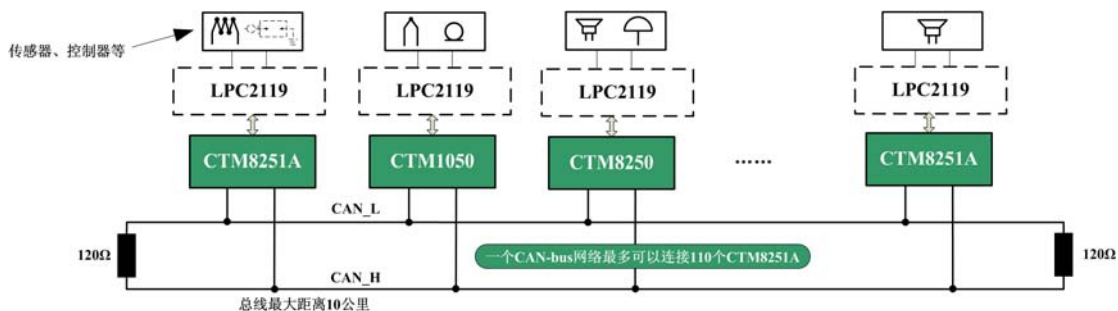 传感器、控制器等
LPC2119
LPC2119
LPC2119
LPC2119
CTM8251A
CTM1050
CTM8250
……
CTM8251A
CAN_L
120Ω
一个CAN-bus网络最多可以连接110个CTM8251A
120Ω
CAN_H
总线最大距离10公里